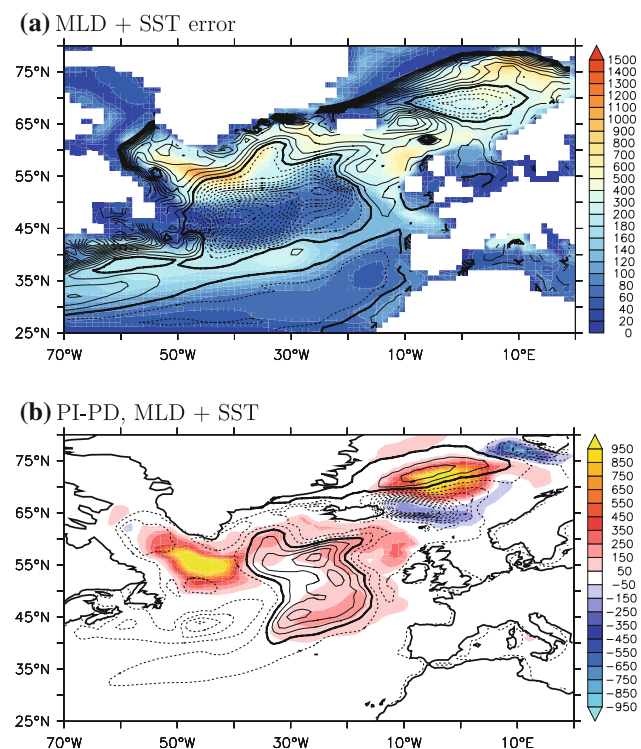 (a) MLD + SST error
75°N
65°N
55°N
45°N
35°N
25°N
70°W 50°W 30°W 10°W 10°E
1500
1400
1300
1200
1100
1000
900
800
700
600
500
400
300
200
180
160
140
120
100
80
60
40
20
0
(b) PI-PD, MLD + SST
75°N
65°N
55°N
45°N
35°N
25°N
70°W 50°W 30°W 10°W 10°E
950
850
750
650
550
450
350
250
150
50
−50
−150
−250
−350
−450
−550
−650
−750
−850
−950